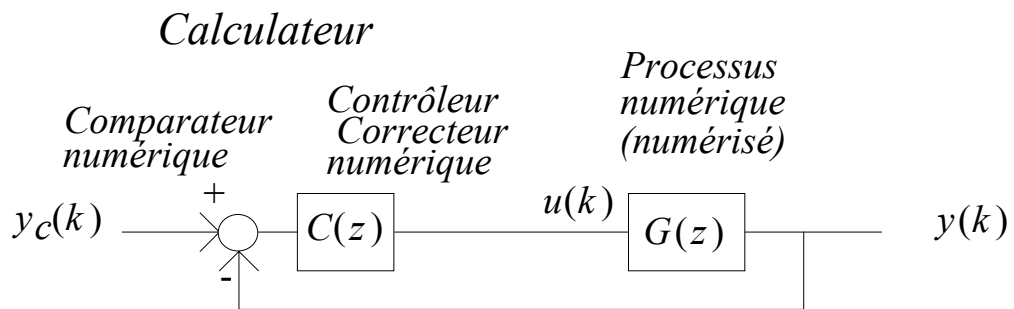 Calculateur
Comparateur
numérique
Contrôleur
Correcteur
numérique
Processus
numérique
(numérisé)
+
y_c(k)
C(z)
u(k)
G(z)
y(k)
-